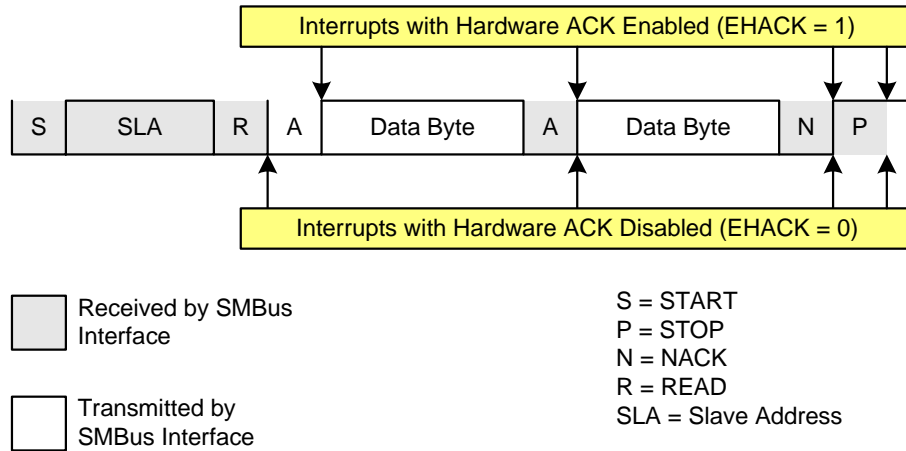 Interrupts with Hardware ACK Enabled (EHACK = 1)
S SLA R A Data Byte A Data Byte N P
Interrupts with Hardware ACK Disabled (EHACK = 0)
Received by SMBus
Interface
Transmitted by
SMBus Interface
S = START
P = STOP
N = NACK
R = READ
SLA = Slave Address